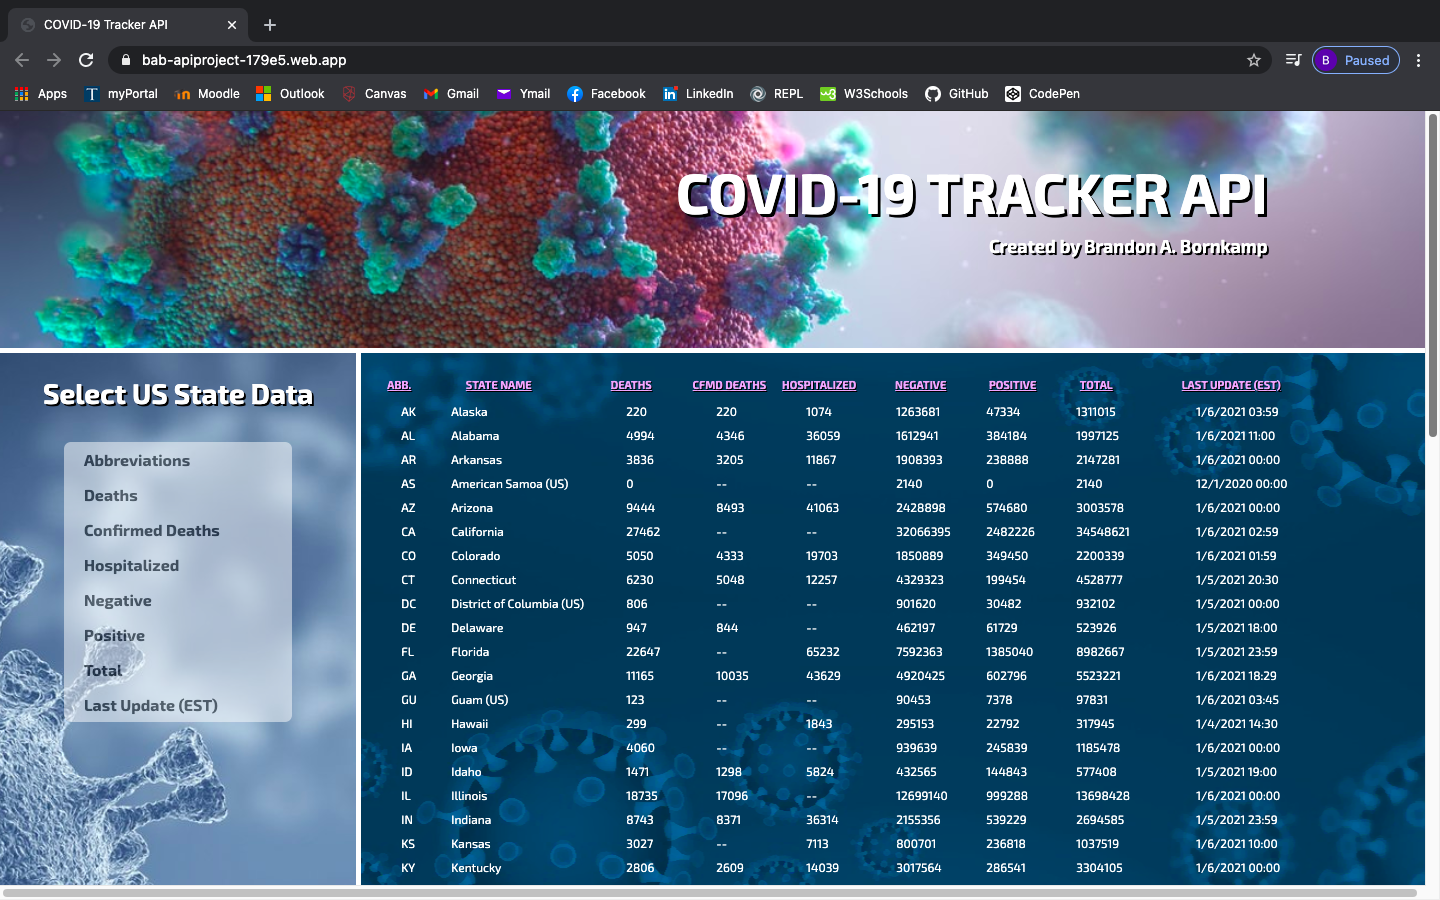 COVID-19 Tracker API
bab-apiproject-179e5.web.app
B Paused
Apps myPortal Moodle Outlook Canvas Gmail Ymail Facebook LinkedIn REPL W3Schools GitHub CodePen
COVID-19 TRACKER API
Created by Brandon A. Bornkamp
Select US State Data
Abbreviations
Deaths
Confirmed Deaths
Hospitalized
Negative
Positive
Total
Last Update (EST)
ABB. STATE NAME DEATHS CFMD DEATHS HOSPITALIZED NEGATIVE POSITIVE TOTAL LAST UPDATE (EST)
AK Alaska 220 220 1074 1263681 47334 1311015 1/6/2021 03:59
AL Alabama 4994 4346 36059 1612941 384184 1997125 1/6/2021 11:00
AR Arkansas 3836 3205 11867 1908393 238888 2147281 1/6/2021 00:00
AS American Samoa (US) 0 -- -- 2140 0 2140 12/1/2020 00:00
AZ Arizona 9444 8493 41063 2428898 574680 3003578 1/6/2021 00:00
CA California 27462 -- -- 32066395 2482226 34548621 1/6/2021 02:59
CO Colorado 5050 4333 19703 1850889 349450 2200339 1/6/2021 01:59
CT Connecticut 6230 5048 12257 4329323 199454 4528777 1/5/2021 20:30
DC District of Columbia (US) 806 -- -- 901620 30482 932102 1/5/2021 00:00
DE Delaware 947 844 -- 462197 61729 523926 1/5/2021 18:00
FL Florida 22647 -- 65232 7592363 1385040 8982667 1/5/2021 23:59
GA Georgia 11165 10035 43629 4920425 602796 5523221 1/6/2021 18:29
GU Guam (US) 123 -- -- 90453 7378 97831 1/6/2021 03:45
HI Hawaii 299 -- 1843 295153 22792 317945 1/4/2021 14:30
IA Iowa 4060 -- -- 939639 245839 1185478 1/6/2021 00:00
ID Idaho 1471 1298 5824 432565 144843 577408 1/5/2021 19:00
IL Illinois 18735 17096 -- 12699140 999288 13698428 1/6/2021 00:00
IN Indiana 8743 8371 36314 2155356 539229 2694585 1/5/2021 23:59
KS Kansas 3027 -- 7113 800701 236818 1037519 1/6/2021 10:00
KY Kentucky 2806 2609 14039 3017564 286541 3304105 1/6/2021 00:00